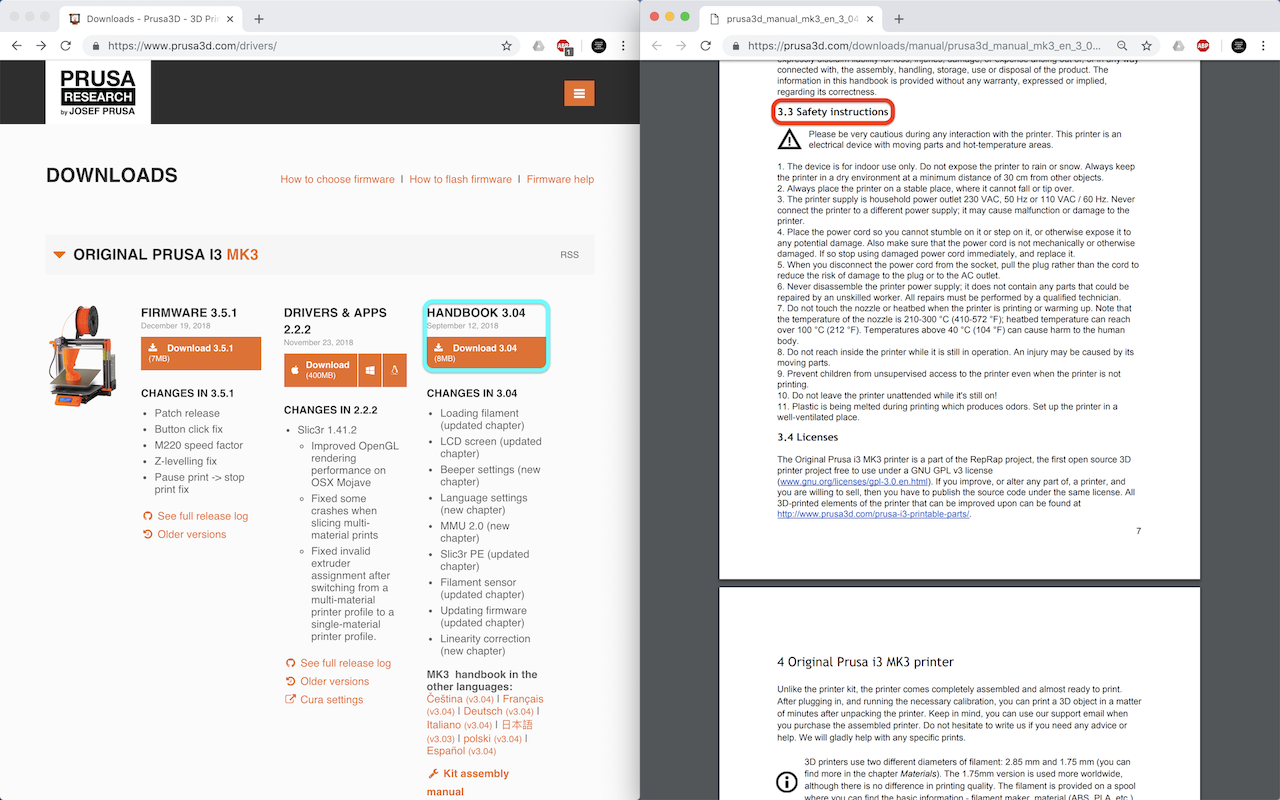 Downloads - Prusa3D - 3D Prin
https://www.prusa3d.com/drivers/
ABP
1
PRUSA
RESEARCH
by JOSEF PRUSA
DOWNLOADS
How to choose firmware | How to flash firmware | Firmware help
ORIGINAL PRUSA I3 MK3
RSS
FIRMWARE 3.5.1
December 19, 2018
Download 3.5.1
(7MB)
CHANGES IN 3.5.1
• Patch release
• Button click fix
• M220 speed factor
• Z-levelling fix
• Pause print -> stop
print fix
See full release log
Older versions
DRIVERS & APPS
2.2.2
November 23, 2018
Download
(400MB)
CHANGES IN 2.2.2
• Slic3r 1.41.2
◦ Improved OpenGL
rendering
performance on
OSX Mojave
◦ Fixed some
crashes when
slicing multi-
material prints
◦ Fixed invalid
extruder
assignment after
switching from a
multi-material
printer profile to a
single-material
printer profile.
See full release log
Older versions
Cura settings
HANDBOOK 3.04
September 12, 2018
Download 3.04
(8MB)
CHANGES IN 3.04
• Loading filament
(updated chapter)
• LCD screen (updated
chapter)
• Beeper settings (new
chapter)
• Language settings
(new chapter)
• MMU 2.0 (new
chapter)
• Slic3r PE (updated
chapter)
• Filament sensor
(updated chapter)
• Updating firmware
(updated chapter)
• Linearity correction
(new chapter)
MK3 handbook in the
other languages:
Čeština (v3.04) | Français
(v3.04) | Deutsch (v3.04) |
Italiano (v3.04) | 日本語
(v3.03) | polski (v3.04) |
Español (v3.04)
Kit assembly
manual
prusa3d_manual_mk3_en_3_04
https://prusa3d.com/downloads/manual/prusa3d_manual_mk3_en_3_0...
ABP
connected with, the assembly, handling, storage, use or disposal of the product. The
information in this handbook is provided without any warranty, expressed or implied,
regarding its correctness.
3.3 Safety instructions
Please be very cautious during any interaction with the printer. This printer is an
electrical device with moving parts and hot-temperature areas.
1. The device is for indoor use only. Do not expose the printer to rain or snow. Always keep
the printer in a dry environment at a minimum distance of 30 cm from other objects.
2. Always place the printer on a stable place, where it cannot fall or tip over.
3. The printer supply is household power outlet 230 VAC, 50 Hz or 110 VAC / 60 Hz. Never
connect the printer to a different power supply; it may cause malfunction or damage to the
printer.
4. Place the power cord so you cannot stumble on it or step on it, or otherwise expose it to
any potential damage. Also make sure that the power cord is not mechanically or otherwise
damaged. If so stop using damaged power cord immediately, and replace it.
5. When you disconnect the power cord from the socket, pull the plug rather than the cord to
reduce the risk of damage to the plug or to the AC outlet.
6. Never disassemble the printer power supply; it does not contain any parts that could be
repaired by an unskilled worker. All repairs must be performed by a qualified technician.
7. Do not touch the nozzle or heatbed when the printer is printing or warming up. Note that
the temperature of the nozzle is 210-300 °C (410-572 °F); heatbed temperature can reach
over 100 °C (212 °F). Temperatures above 40 °C (104 °F) can cause harm to the human
body.
8. Do not reach inside the printer while it is still in operation. An injury may be caused by its
moving parts.
9. Prevent children from unsupervised access to the printer even when the printer is not
printing.
10. Do not leave the printer unattended while it's still on!
11. Plastic is being melted during printing which produces odors. Set up the printer in a
well-ventilated place.
3.4 Licenses
The Original Prusa i3 MK3 printer is a part of the RepRap project, the first open source 3D
printer project free to use under a GNU GPL v3 license
(www.gnu.org/licenses/gpl-3.0.en.html). If you improve, or alter any part of, a printer, and
you are willing to sell, then you have to publish the source code under the same license. All
3D-printed elements of the printer that can be improved upon can be found at
http://www.prusa3d.com/prusa-i3-printable-parts/.
7
4 Original Prusa i3 MK3 printer
Unlike the printer kit, the printer comes completely assembled and almost ready to print.
After plugging in, and running the necessary calibration, you can print a 3D object in a matter
of minutes after unpacking the printer. Keep in mind, you can use our support email when
you purchase the assembled printer. Do not hesitate to write us if you need any advice or
help. We will gladly help with any specific prints.
3D printers use two different diameters of filament: 2.85 mm and 1.75 mm (you can
find more in the chapter Materials). The 1.75mm version is used more worldwide,
although there is no difference in printing quality. The filament is provided on a spool
where you can find the basic information - filament maker, material (ABS, PLA, etc.)